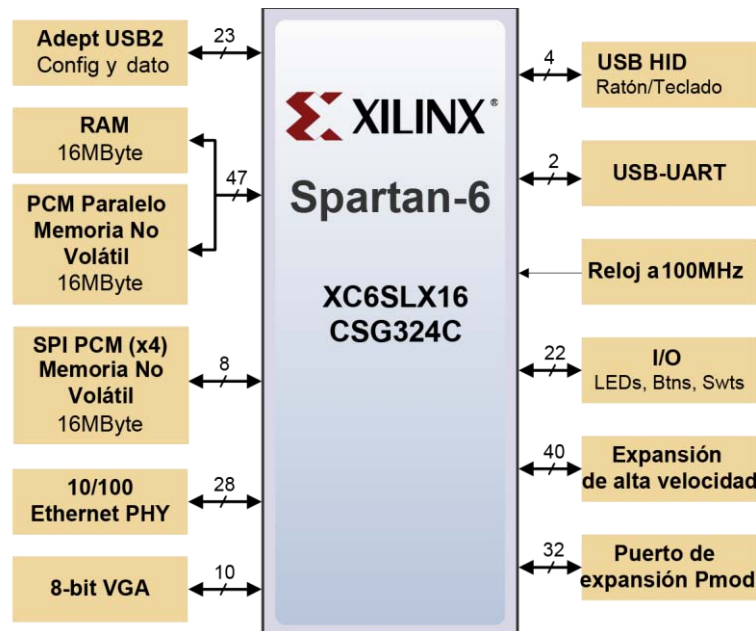 Adept USB2
Config y dato
23
RAM
16MByte
47
PCM Paralelo
Memoria No
Volátil
16MByte
SPI PCM (x4)
Memoria No
Volátil
16MByte
8
10/100
Ethernet PHY
28
8-bit VGA
10
XILINX®
Spartan-6
XC6SLX16
CSG324C
4
USB HID
Ratón/Teclado
2
USB-UART
Reloj a100MHz
22
I/O
LEDs, Btns, Swts
40
Expansión
de alta velocidad
32
Puerto de
expansión Pmod